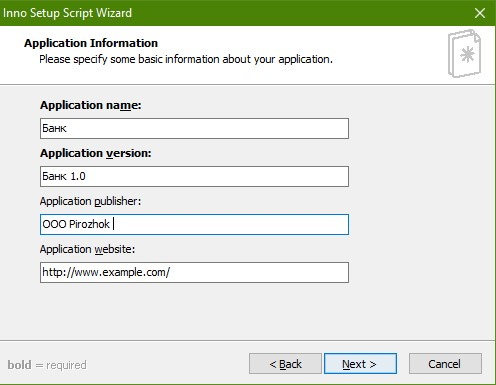 Inno Setup Script Wizard
Application Information
Please specify some basic information about your application.
Application name:
Банк
Application version:
Банк 1.0
Application publisher:
OOO Pirozhok
Application website:
http://www.example.com/
bold = required
< Back
Next >
Cancel